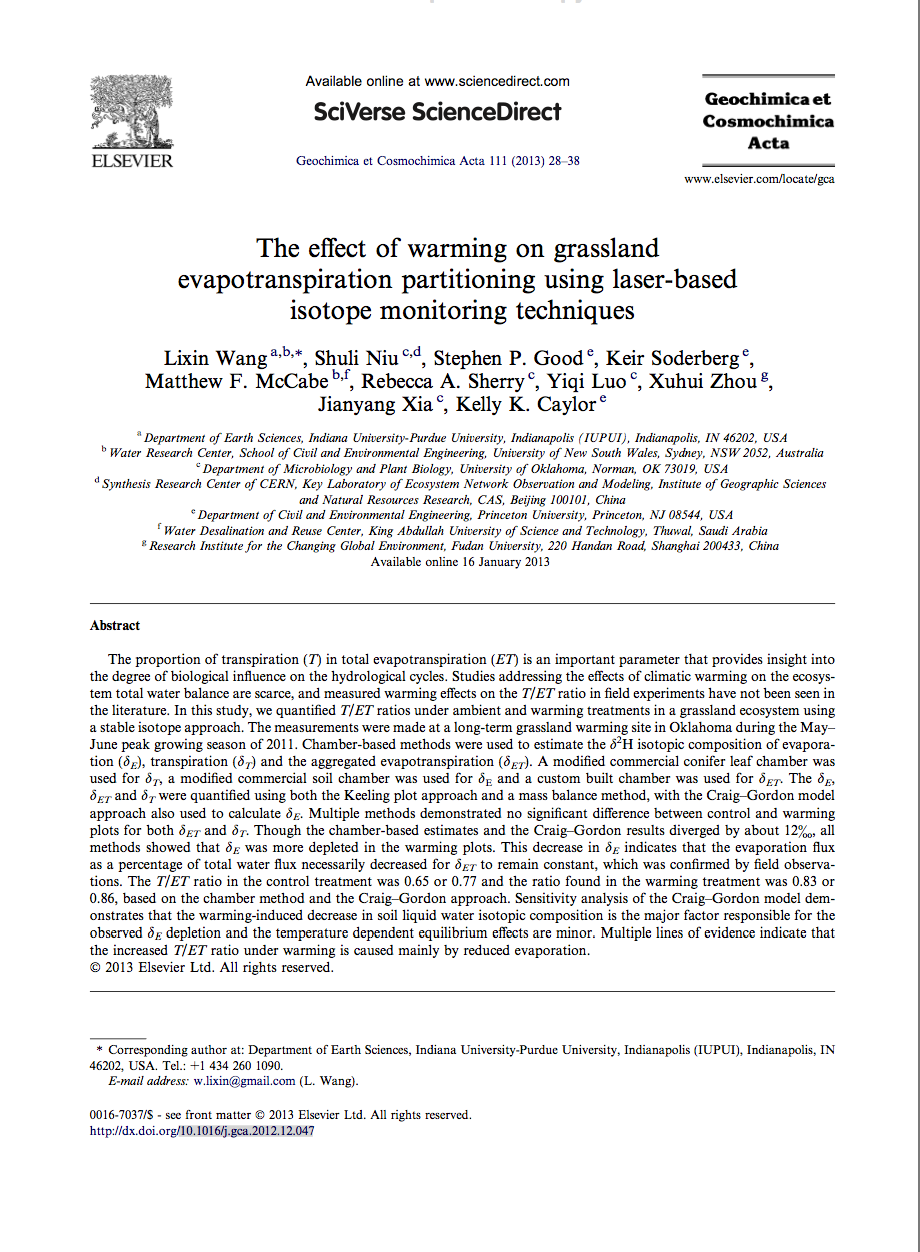 Available online at www.sciencedirect.com
SciVerse ScienceDirect
Geochimica et Cosmochimica Acta 111 (2013) 28–38
ELSEVIER
Geochimica et
Cosmochimica
Acta
www.elsevier.com/locate/gca
The effect of warming on grassland
evapotranspiration partitioning using laser-based
isotope monitoring techniques
Lixin Wang a,b,*, Shuli Niu c,d, Stephen P. Good e, Keir Soderberg e,
Matthew F. McCabe b,f, Rebecca A. Sherry c, Yiqi Luo c, Xuhui Zhou g,
Jianyang Xia c, Kelly K. Caylor e
a Department of Earth Sciences, Indiana University-Purdue University, Indianapolis (IUPUI), Indianapolis, IN 46202, USA
b Water Research Center, School of Civil and Environmental Engineering, University of New South Wales, Sydney, NSW 2052, Australia
c Department of Microbiology and Plant Biology, University of Oklahoma, Norman, OK 73019, USA
d Synthesis Research Center of CERN, Key Laboratory of Ecosystem Network Observation and Modeling, Institute of Geographic Sciences
and Natural Resources Research, CAS, Beijing 100101, China
e Department of Civil and Environmental Engineering, Princeton University, Princeton, NJ 08544, USA
f Water Desalination and Reuse Center, King Abdullah University of Science and Technology, Thuwal, Saudi Arabia
g Research Institute for the Changing Global Environment, Fudan University, 220 Handan Road, Shanghai 200433, China
Available online 16 January 2013
Abstract
The proportion of transpiration (T) in total evapotranspiration (ET) is an important parameter that provides insight into
the degree of biological influence on the hydrological cycles. Studies addressing the effects of climatic warming on the ecosys-
tem total water balance are scarce, and measured warming effects on the T/ET ratio in field experiments have not been seen in
the literature. In this study, we quantified T/ET ratios under ambient and warming treatments in a grassland ecosystem using
a stable isotope approach. The measurements were made at a long-term grassland warming site in Oklahoma during the May–
June peak growing season of 2011. Chamber-based methods were used to estimate the δ²H isotopic composition of evapora-
tion (δE), transpiration (δT) and the aggregated evapotranspiration (δET). A modified commercial conifer leaf chamber was
used for δT, a modified commercial soil chamber was used for δE and a custom built chamber was used for δET. The δE,
δET and δT were quantified using both the Keeling plot approach and a mass balance method, with the Craig–Gordon model
approach also used to calculate δE. Multiple methods demonstrated no significant difference between control and warming
plots for both δET and δT. Though the chamber-based estimates and the Craig–Gordon results diverged by about 12‰, all
methods showed that δE was more depleted in the warming plots. This decrease in δE indicates that the evaporation flux
as a percentage of total water flux necessarily decreased for δET to remain constant, which was confirmed by field observa-
tions. The T/ET ratio in the control treatment was 0.65 or 0.77 and the ratio found in the warming treatment was 0.83 or
0.86, based on the chamber method and the Craig–Gordon approach. Sensitivity analysis of the Craig–Gordon model dem-
onstrates that the warming-induced decrease in soil liquid water isotopic composition is the major factor responsible for the
observed δE depletion and the temperature dependent equilibrium effects are minor. Multiple lines of evidence indicate that
the increased T/ET ratio under warming is caused mainly by reduced evaporation.
© 2013 Elsevier Ltd. All rights reserved.
* Corresponding author at: Department of Earth Sciences, Indiana University-Purdue University, Indianapolis (IUPUI), Indianapolis, IN
46202, USA. Tel.: +1 434 260 1090.
E-mail address: w.lixin@gmail.com (L. Wang).
0016-7037/$ - see front matter © 2013 Elsevier Ltd. All rights reserved.
http://dx.doi.org/10.1016/j.gca.2012.12.047